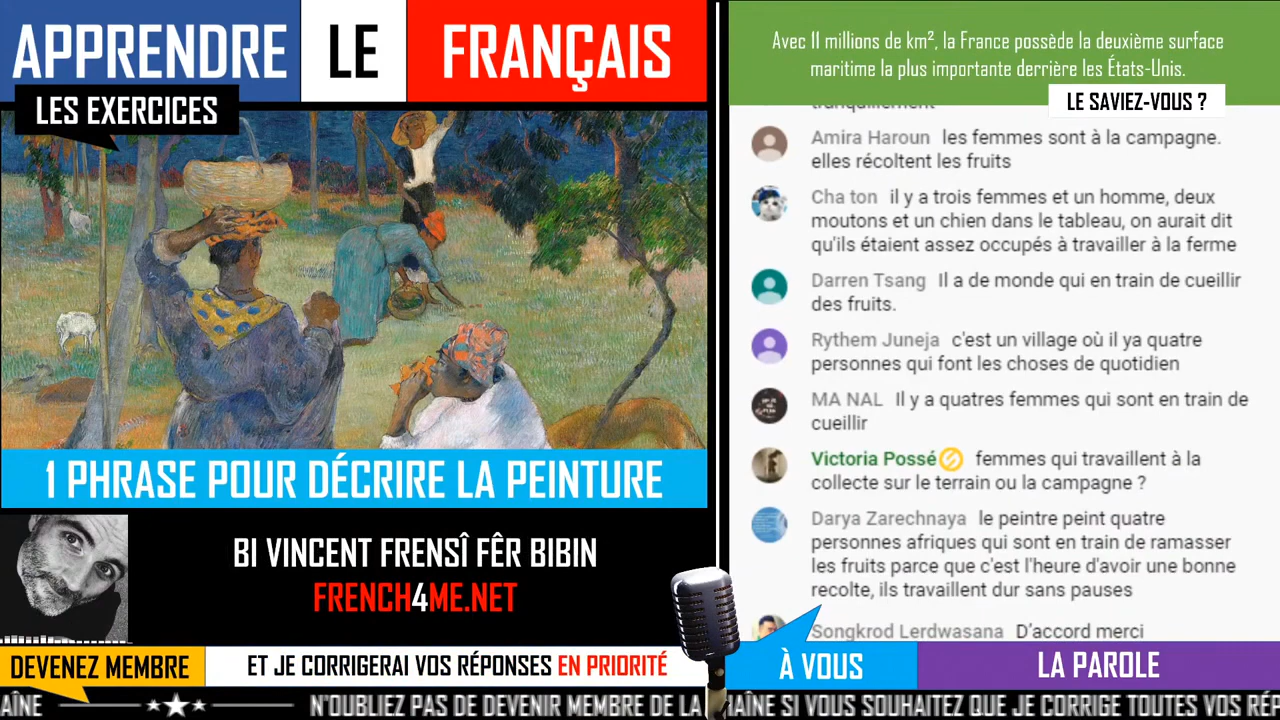 APPRENDRE LE FRANÇAIS
LES EXERCICES
1 PHRASE POUR DÉCRIRE LA PEINTURE
BI VINCENT FRENSÎ FÊR BIBIN
FRENCH4ME.NET
DEVENEZ MEMBRE
ET JE CORRIGERAI VOS RÉPONSES EN PRIORITÉ
Avec 11 millions de km², la France possède la deuxième surface
maritime la plus importante derrière les États-Unis.
LE SAVIEZ-VOUS ?
tranquillement
Amira Haroun les femmes sont à la campagne.
elles récoltent les fruits
Cha ton il y a trois femmes et un homme, deux
moutons et un chien dans le tableau, on aurait dit
qu'ils étaient assez occupés à travailler à la ferme
Darren Tsang Il a de monde qui en train de cueillir
des fruits.
Rythem Juneja c'est un village où il ya quatre
personnes qui font les choses de quotidien
MA NAL Il y a quatres femmes qui sont en train de
cueillir
Victoria Possé femmes qui travaillent à la
collecte sur le terrain ou la campagne ?
Darya Zarechnaya le peintre peint quatre
personnes afriques qui sont en train de ramasser
les fruits parce que c'est l'heure d'avoir une bonne
recolte, ils travaillent dur sans pauses
Songkrod Lerdwasana D'accord merci
À VOUS
LA PAROLE
AÎNE N'OUBLIEZ PAS DE DEVENIR MEMBRE DE LA HAÎNE SI VOUS SOUHAITEZ QUE JE CORRIGE TOUTES VOS RÉP